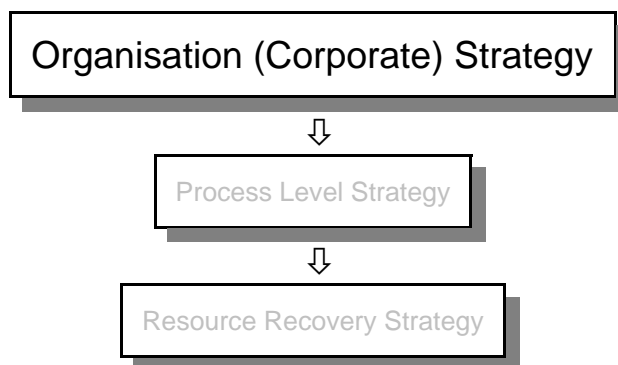 Organisation (Corporate) Strategy
Process Level Strategy
Resource Recovery Strategy